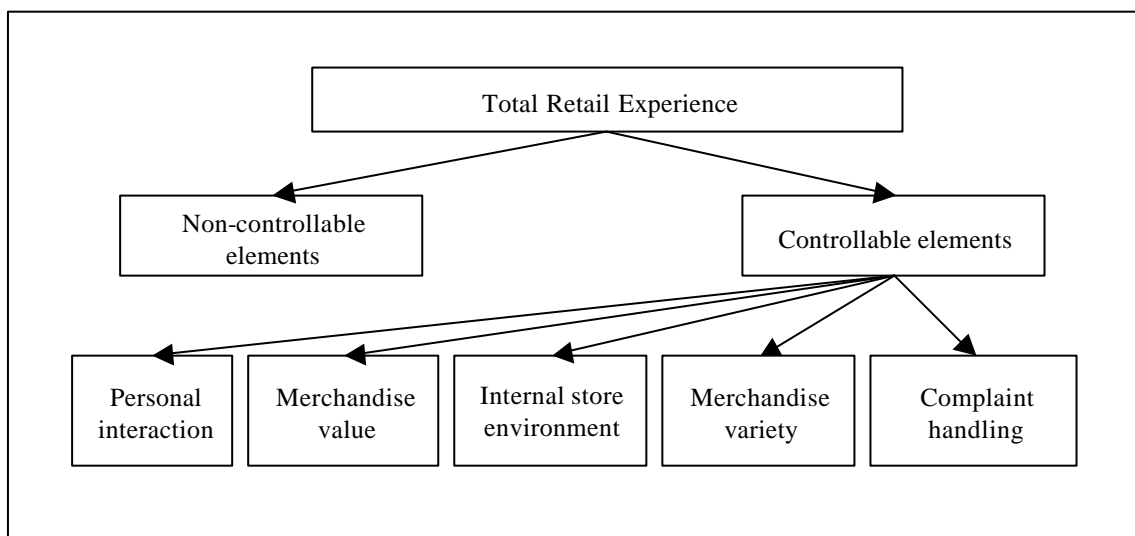 Total Retail Experience
Non-controllable
elements
Controllable elements
Personal
interaction
Merchandise
value
Internal store
environment
Merchandise
variety
Complaint
handling